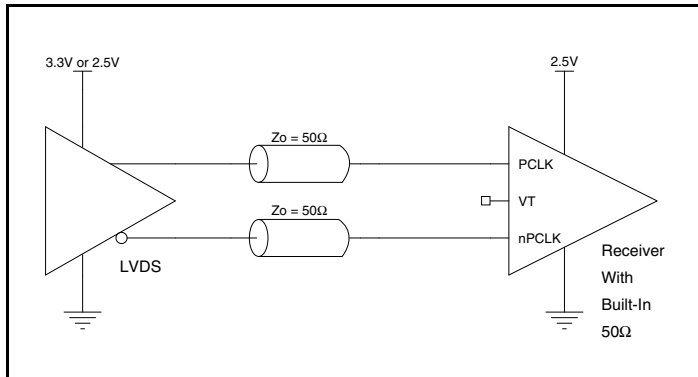 3.3V or 2.5V
2.5V
Zo = 50Ω
PCLK
VT
Zo = 50Ω
nPCLK
LVDS
Receiver
With
Built-In
50Ω